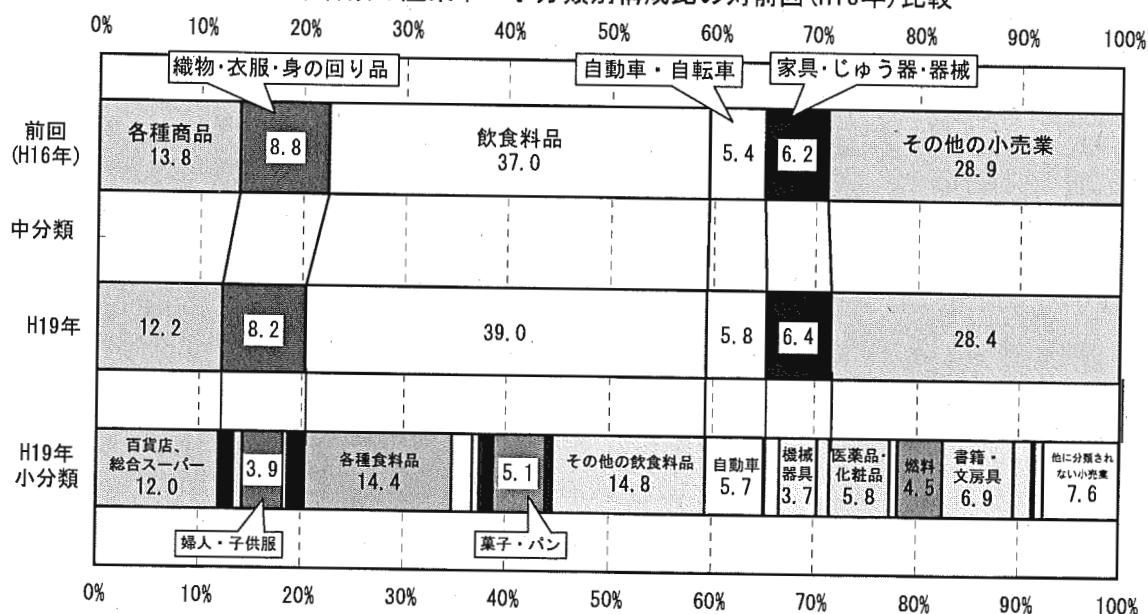 小分類別構成比の対前回(H16年)比較
0% 10% 20% 30% 40% 50% 60% 70% 80% 90% 100%
織物・衣服・身の回り品
自動車・自転車
家具・じゅう器・器械
前回
(H16年)
各種商品
13.8
8.8
飲食料品
37.0
5.4
6.2
その他の小売業
28.9
中分類
H19年
12.2
8.2
39.0
5.8
6.4
28.4
H19年
小分類
百貨店、
総合スーパー
12.0
3.9
各種食料品
14.4
5.1
その他の飲食料品
14.8
自動車
5.7
機械
器具
3.7
医薬品・
化粧品
5.8
燃料
4.5
書籍・
文房具
6.9
他に分類され
ない小売業
7.6
婦人・子供服
菓子・パン
0% 10% 20% 30% 40% 50% 60% 70% 80% 90% 100%